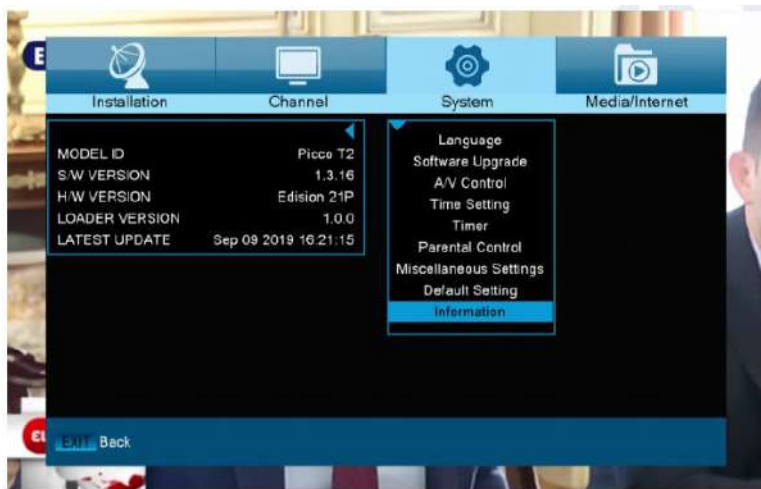 E
Installation
Channel
System
Media/Internet
MODEL ID Picco T2
S/W VERSION 1.3.16
H/W VERSION Edision 21P
LOADER VERSION 1.0.0
LATEST UPDATE Sep 09 2019 16:21:15
Language
Software Upgrade
A/V Control
Time Setting
Timer
Parental Control
Miscellaneous Settings
Default Setting
Information
EXIT Back